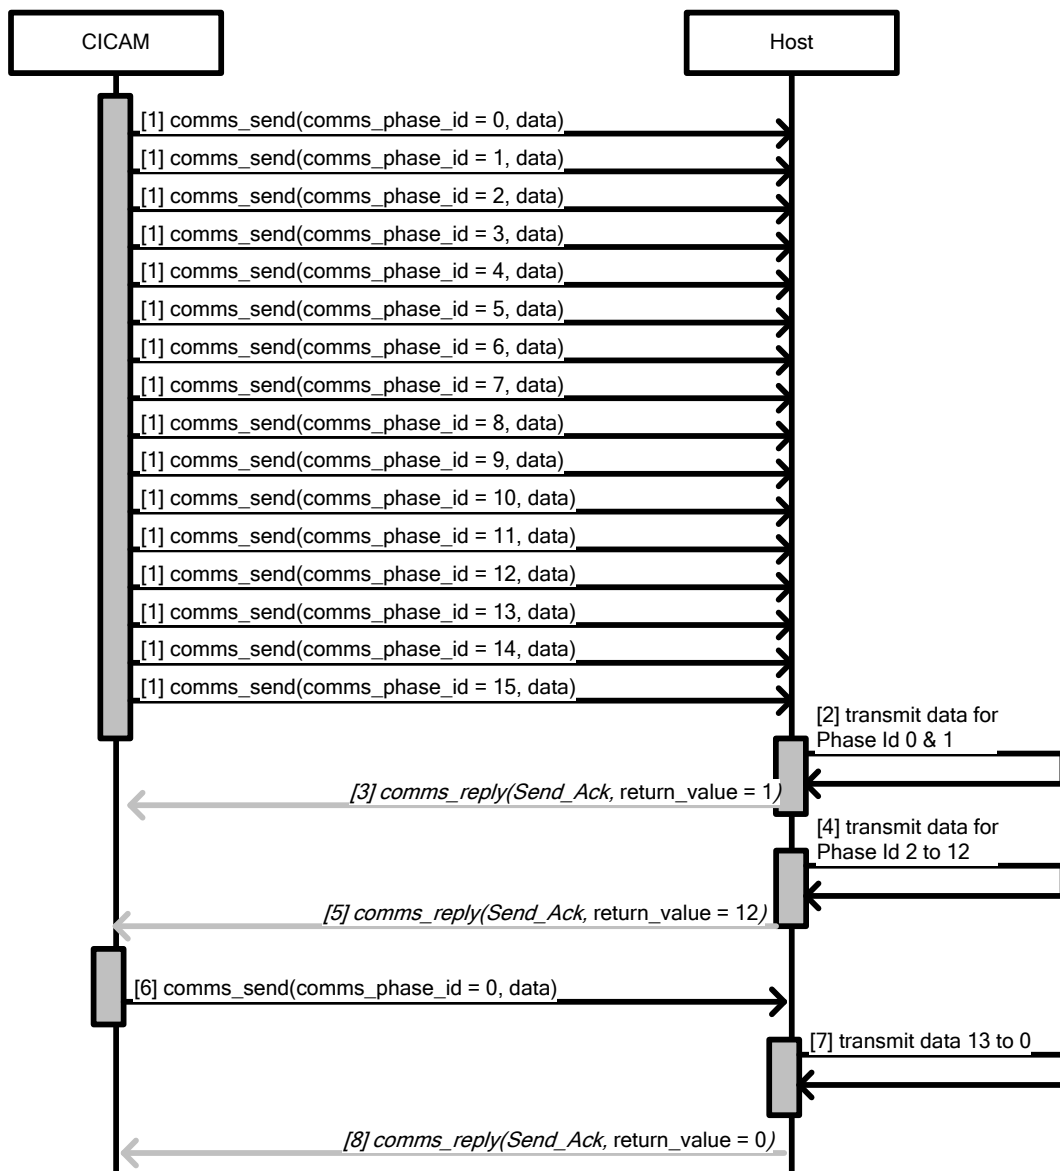 CICAM
Host
[1] comms_send(comms_phase_id = 0, data)
[1] comms_send(comms_phase_id = 1, data)
[1] comms_send(comms_phase_id = 2, data)
[1] comms_send(comms_phase_id = 3, data)
[1] comms_send(comms_phase_id = 4, data)
[1] comms_send(comms_phase_id = 5, data)
[1] comms_send(comms_phase_id = 6, data)
[1] comms_send(comms_phase_id = 7, data)
[1] comms_send(comms_phase_id = 8, data)
[1] comms_send(comms_phase_id = 9, data)
[1] comms_send(comms_phase_id = 10, data)
[1] comms_send(comms_phase_id = 11, data)
[1] comms_send(comms_phase_id = 12, data)
[1] comms_send(comms_phase_id = 13, data)
[1] comms_send(comms_phase_id = 14, data)
[1] comms_send(comms_phase_id = 15, data)
[2] transmit data for
Phase Id 0 & 1
[3] comms_reply(Send_Ack, return_value = 1)
[4] transmit data for
Phase Id 2 to 12
[5] comms_reply(Send_Ack, return_value = 12)
[6] comms_send(comms_phase_id = 0, data)
[7] transmit data 13 to 0
[8] comms_reply(Send_Ack, return_value = 0)